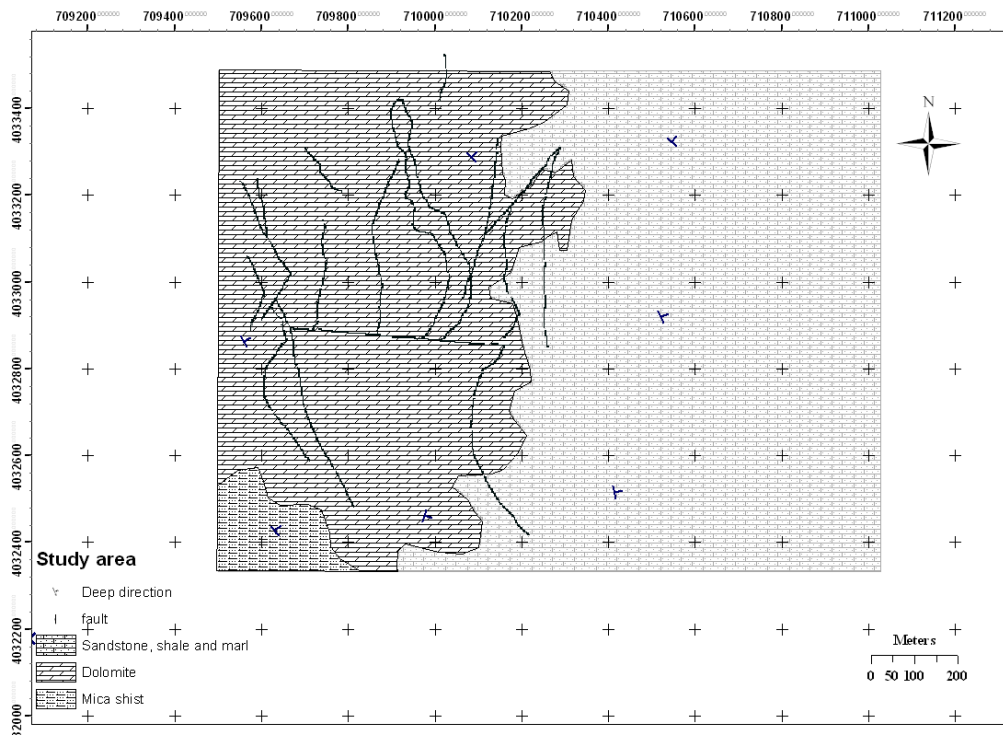 709200 709400 709600 709800 710000 710200 710400 710600 710800 711000 711200
4033400
4033200
4033000
4032800
4032600
4032400
4032200
32000
N
Study area
Deep direction
fault
Sandstone, shale and marl
Dolomite
Mica shist
Meters
0 50 100 200